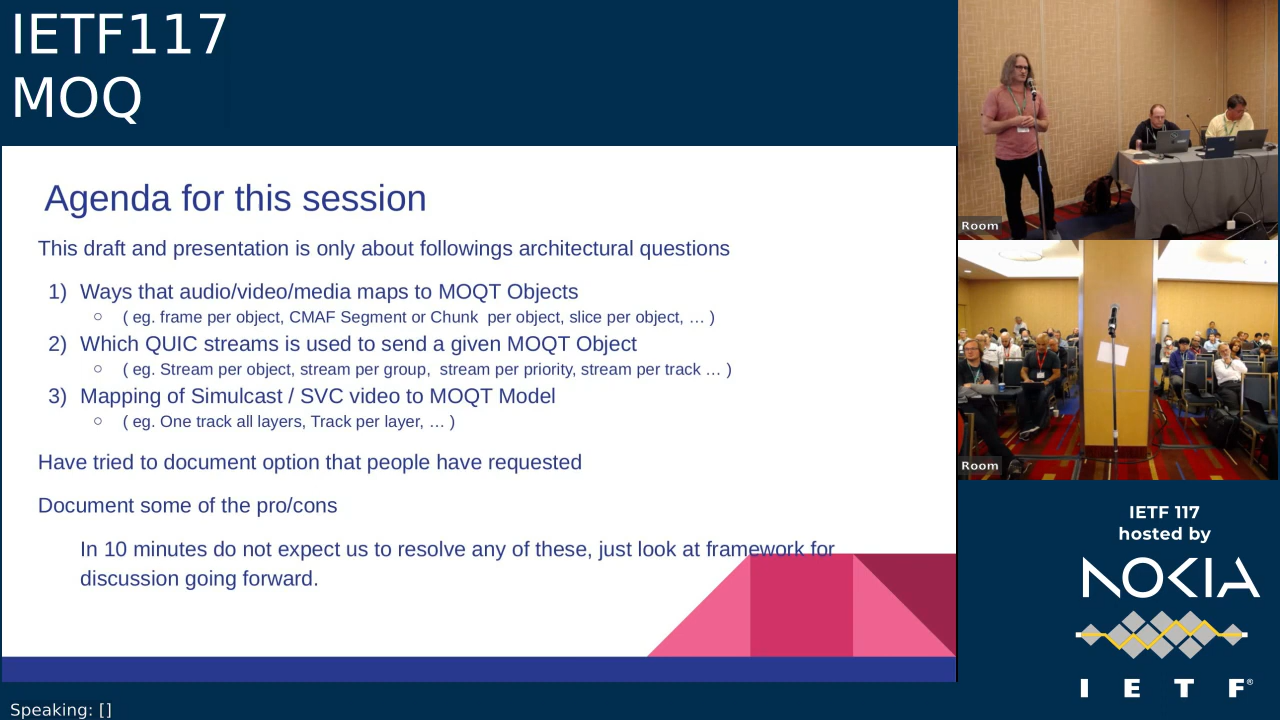 IETF117
MOQ
Agenda for this session
This draft and presentation is only about followings architectural questions
1) Ways that audio/video/media maps to MOQT Objects
○ ( eg. frame per object, CMAF Segment or Chunk per object, slice per object, … )
2) Which QUIC streams is used to send a given MOQT Object
○ ( eg. Stream per object, stream per group, stream per priority, stream per track … )
3) Mapping of Simulcast / SVC video to MOQT Model
○ ( eg. One track all layers, Track per layer, … )
Have tried to document option that people have requested
Document some of the pro/cons
In 10 minutes do not expect us to resolve any of these, just look at framework for
discussion going forward.
Speaking: []
Room
Room
IETF 117
hosted by
NOKIA
I E T F®